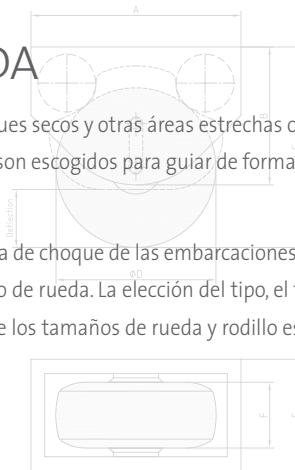 A
DA
ues secos y otras áreas estrechas
son escogidos para guiar de forma
Deflection
B
a de choque de las embarcaciones
ØD
o de rueda. La elección del tipo, el
e los tamaños de rueda y rodillo
F